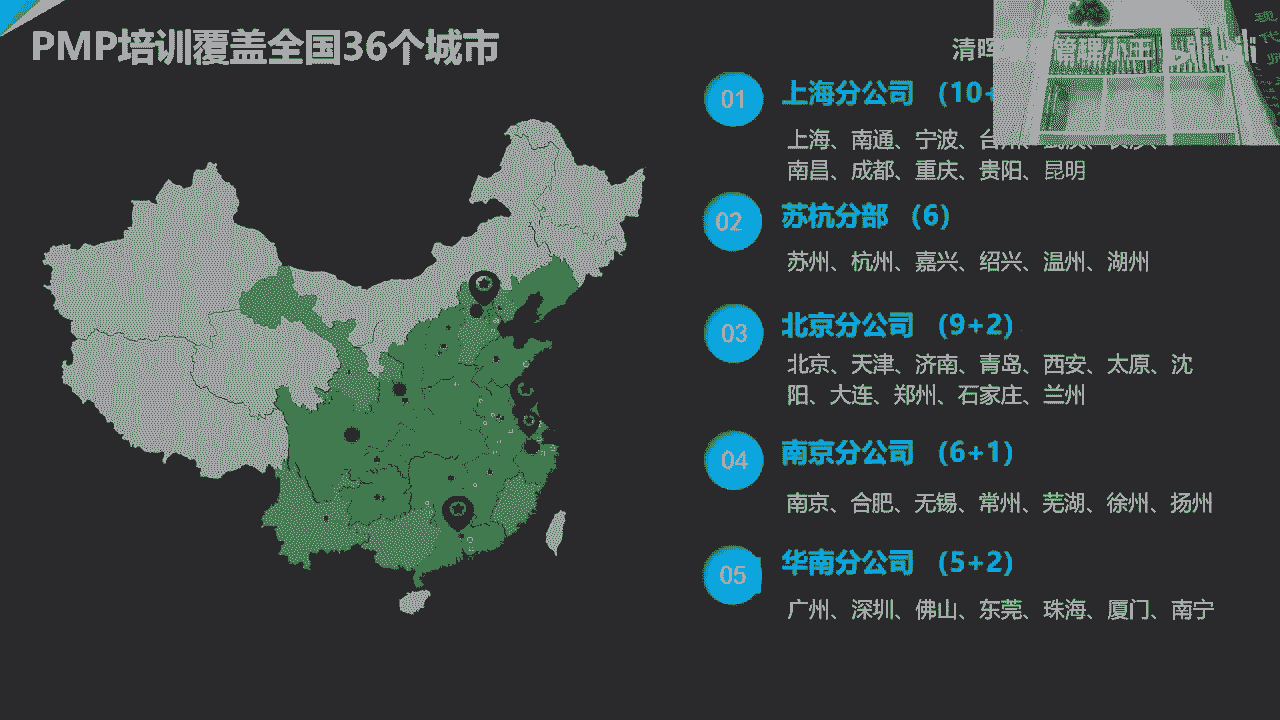 PMP培训覆盖全国36个城市
清晖
01 上海分公司 (10+
上海、南通、宁波、台州、武汉、长沙、
南昌、成都、重庆、贵阳、昆明
02 苏杭分部 (6)
苏州、杭州、嘉兴、绍兴、温州、湖州
03 北京分公司 (9+2)
北京、天津、济南、青岛、西安、太原、沈
阳、大连、郑州、石家庄、兰州
04 南京分公司 (6+1)
南京、合肥、无锡、常州、芜湖、徐州、扬州
05 华南分公司 (5+2)
广州、深圳、佛山、东莞、珠海、厦门、南宁